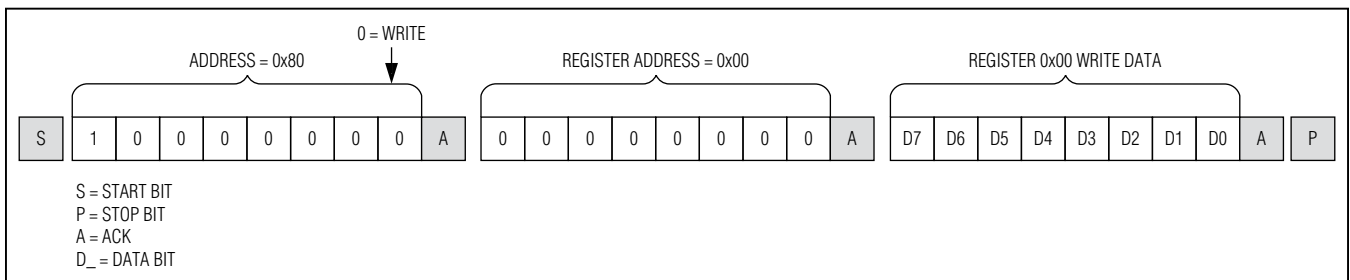 0 = WRITE
ADDRESS = 0x80 REGISTER ADDRESS = 0x00 REGISTER 0x00 WRITE DATA
S 1 0 0 0 0 0 0 0 A 0 0 0 0 0 0 0 0 A D7 D6 D5 D4 D3 D2 D1 D0 A P
S = START BIT
P = STOP BIT
A = ACK
D_ = DATA BIT